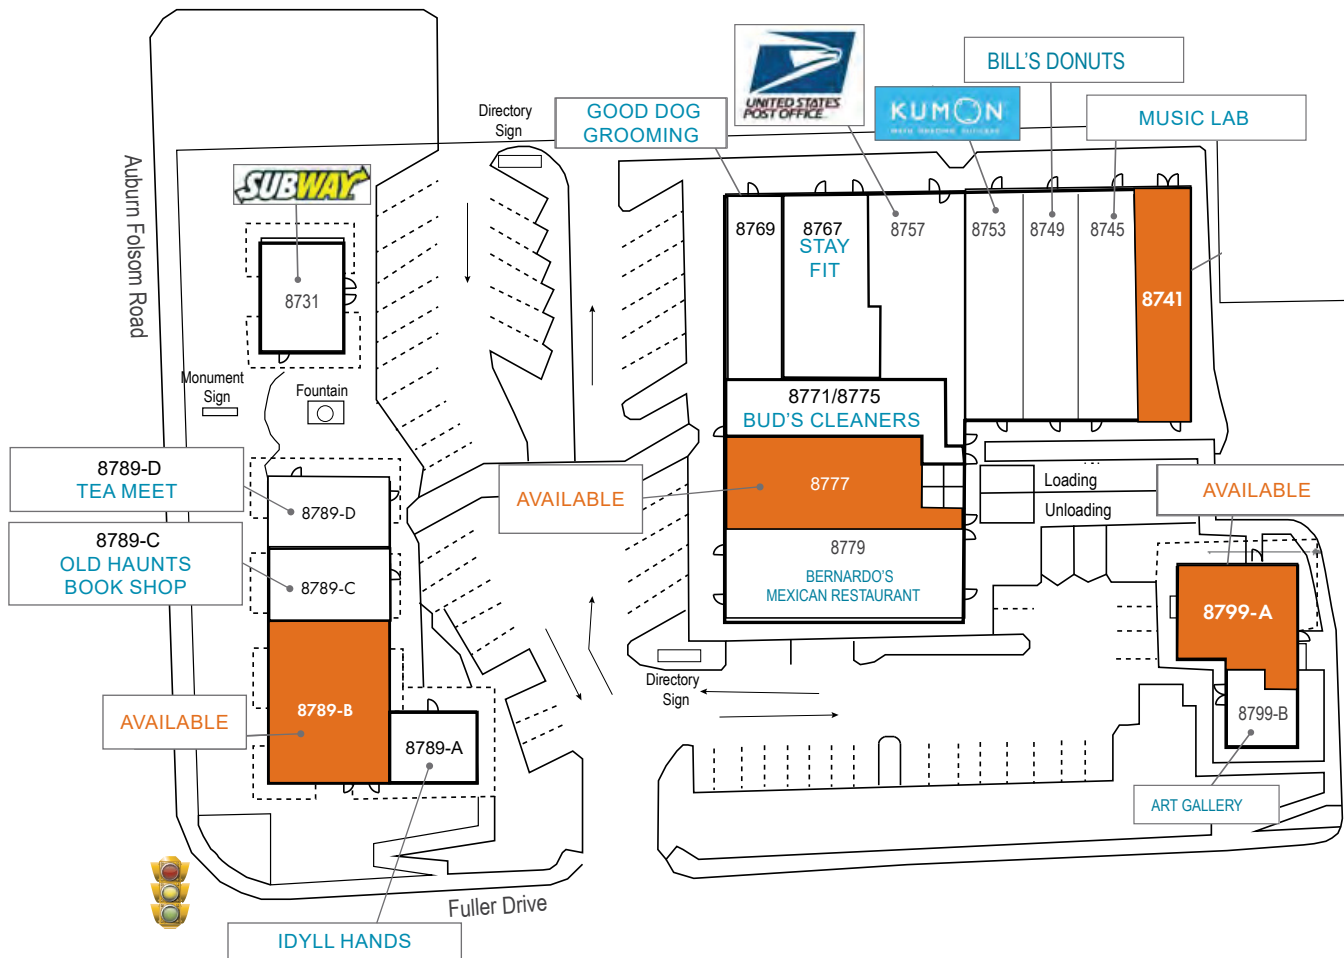 BILL'S DONUTS
UNITED STATES
POST OFFICE
KUMON
GOOD DOG
GROOMING
MUSIC LAB
Directory
Sign
Auburn Folsom Road
SUBWAY
8731
8769
8767
STAY
FIT
8757
8753
8749
8745
8741
Monument
Sign
Fountain
8771/8775
BUD'S CLEANERS
8789-D
TEA MEET
8789-D
8789-C
OLD HAUNTS
BOOK SHOP
8789-C
AVAILABLE
8777
Loading
Unloading
AVAILABLE
8779
BERNARDO'S
MEXICAN RESTAURANT
8799-A
Directory
Sign
AVAILABLE
8789-B
8789-A
8799-B
ART GALLERY
Fuller Drive
IDYLL HANDS